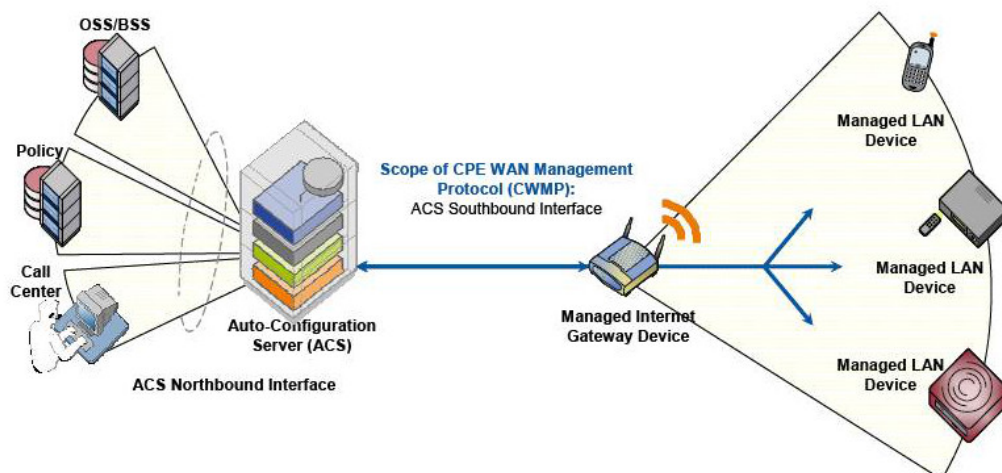 OSS/BSS
Policy
Call
Center
Auto-Configuration
Server (ACS)
ACS Northbound Interface
Scope of CPE WAN Management
Protocol (CWMP):
ACS Southbound Interface
Managed Internet
Gateway Device
Managed LAN
Device
Managed LAN
Device
Managed LAN
Device